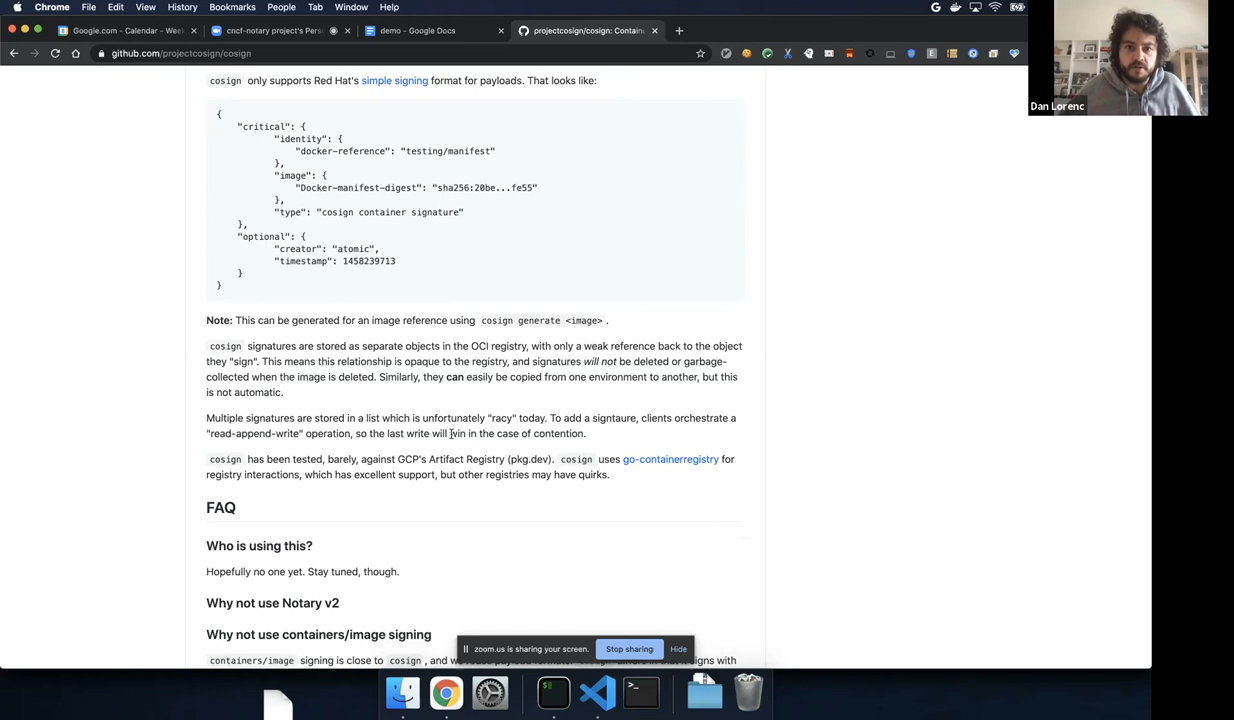 Chrome File Edit View History Bookmarks People Tab Window Help
Google.com - Calendar - Week
cncf-notary project's Pers
demo - Google Docs
projectcosign/cosign: Contain
github.com/projectcosign/cosign
Dan Lorenc
cosign only supports Red Hat's simple signing format for payloads. That looks like:
{
"critical": {
"identity": {
"docker-reference": "testing/manifest"
},
"image": {
"Docker-manifest-digest": "sha256:20be...fe55"
},
"type": "cosign container signature"
},
"optional": {
"creator": "atomic",
"timestamp": 1458239713
}
}
Note: This can be generated for an image reference using cosign generate <image>.
cosign signatures are stored as separate objects in the OCI registry, with only a weak reference back to the object
they "sign". This means this relationship is opaque to the registry, and signatures will not be deleted or garbage-
collected when the image is deleted. Similarly, they can easily be copied from one environment to another, but this
is not automatic.
Multiple signatures are stored in a list which is unfortunately "racy" today. To add a signtaure, clients orchestrate a
"read-append-write" operation, so the last write will win in the case of contention.
cosign has been tested, barely, against GCP's Artifact Registry (pkg.dev). cosign uses go-containerregistry for
registry interactions, which has excellent support, but other registries may have quirks.
FAQ
Who is using this?
Hopefully no one yet. Stay tuned, though.
Why not use Notary v2
Why not use containers/image signing
zoom.us is sharing your screen. Stop sharing Hide
containers/image signing is close to cosign, and we